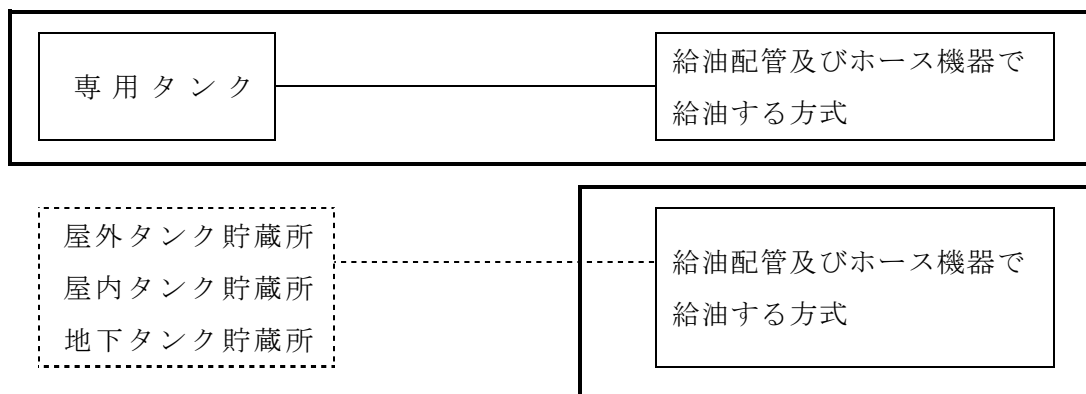 専用タンク
給油配管及びホース機器で
給油する方式
屋外タンク貯蔵所
屋内タンク貯蔵所
地下タンク貯蔵所
給油配管及びホース機器で
給油する方式